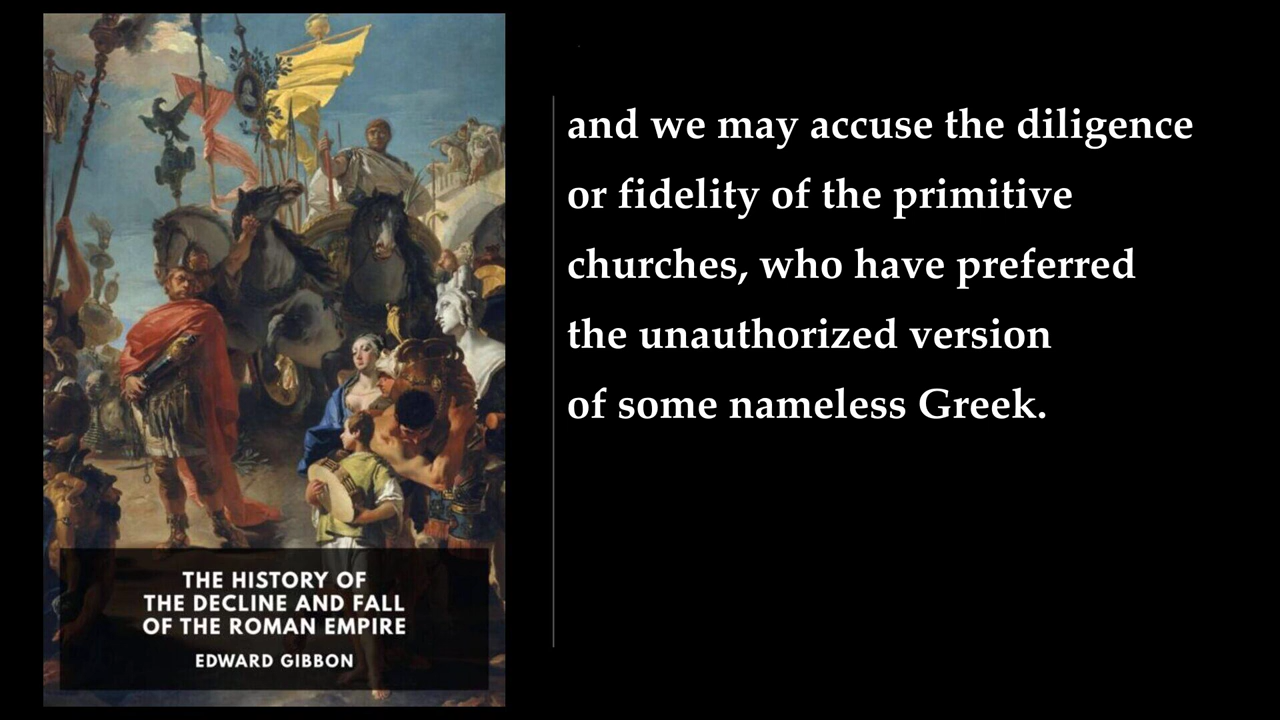 THE HISTORY OF
THE DECLINE AND FALL
OF THE ROMAN EMPIRE
EDWARD GIBBON
and we may accuse the diligence
or fidelity of the primitive
churches, who have preferred
the unauthorized version
of some nameless Greek.